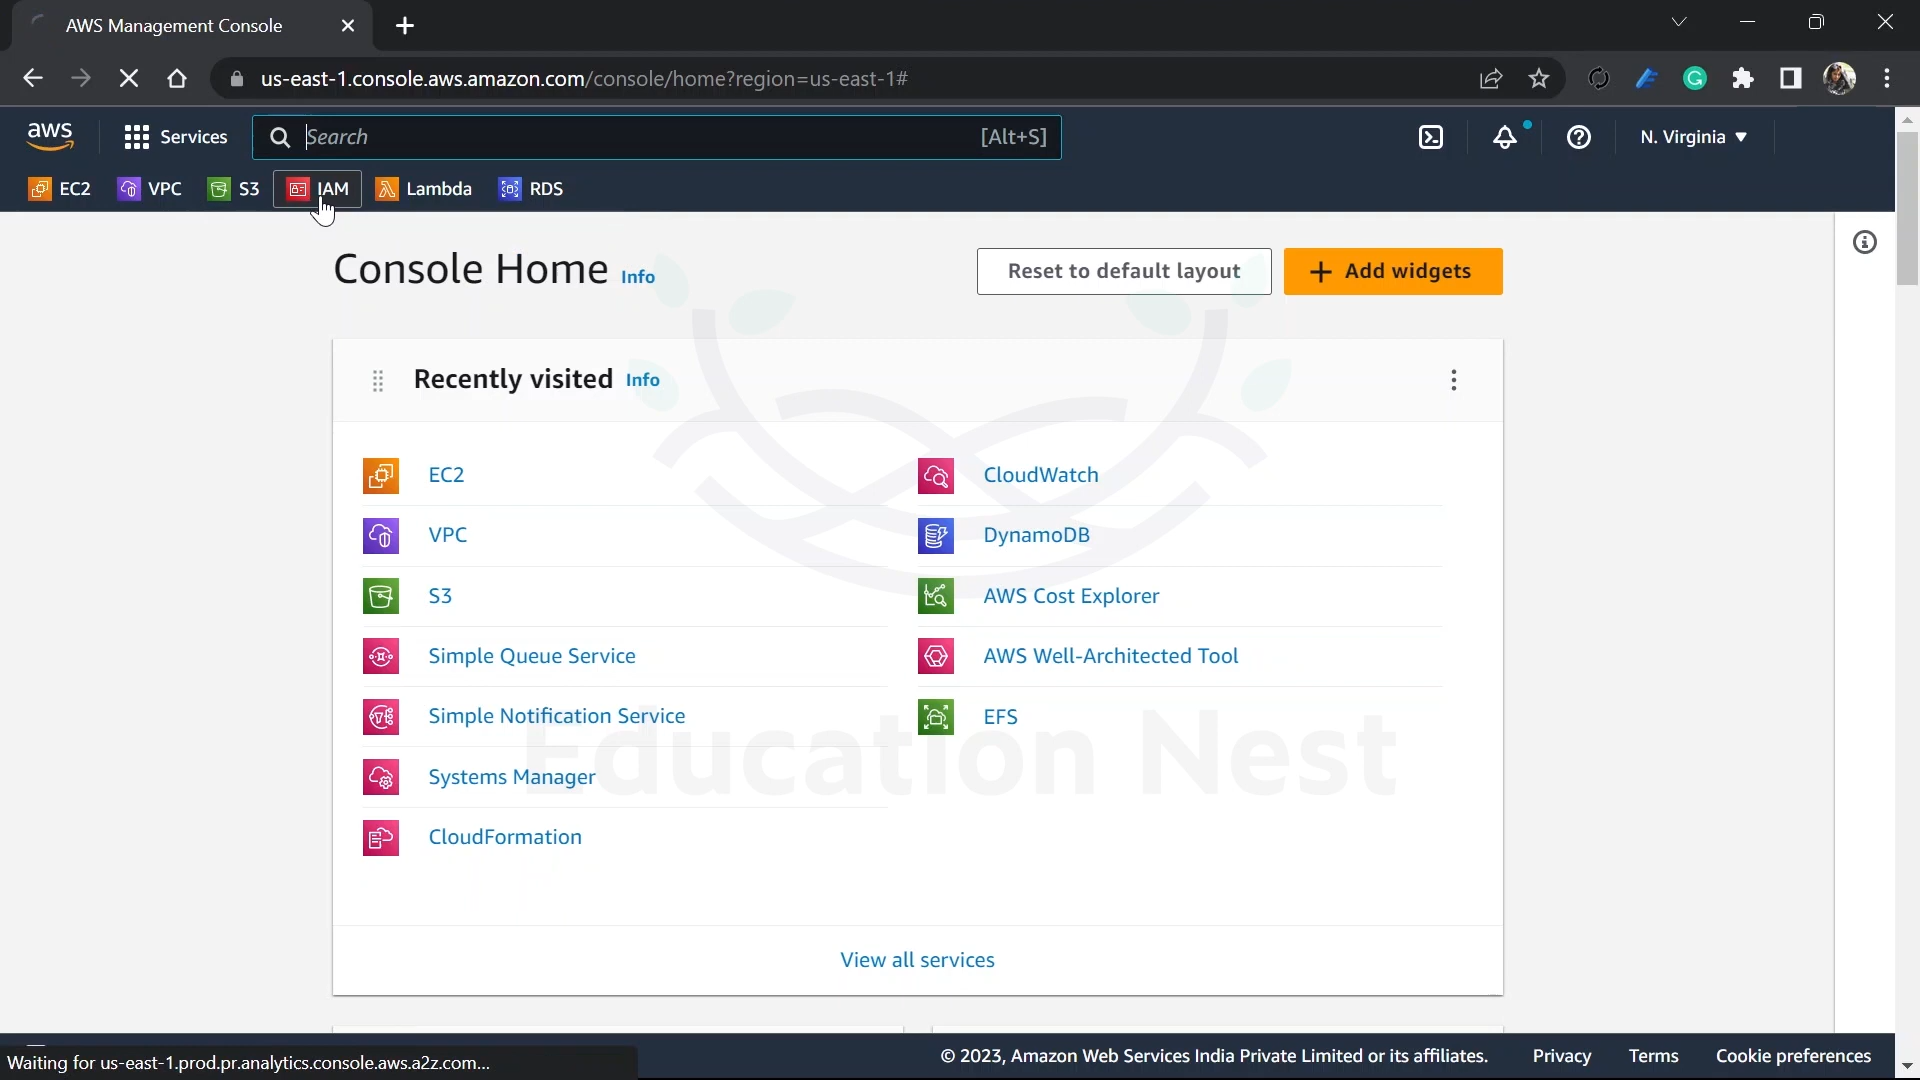 AWS Management Console
us-east-1.console.aws.amazon.com/console/home?region=us-east-1#
aws Services Search [Alt+S] N. Virginia
EC2 VPC S3 IAM Lambda RDS
Console Home Info Reset to default layout + Add widgets
Recently visited Info
EC2
VPC
S3
Simple Queue Service
Simple Notification Service
Systems Manager
CloudFormation
CloudWatch
DynamoDB
AWS Cost Explorer
AWS Well-Architected Tool
EFS
Education Nest
View all services
Waiting for us-east-1.prod.pr.analytics.console.aws.a2z.com...
© 2023, Amazon Web Services India Private Limited or its affiliates. Privacy Terms Cookie preferences